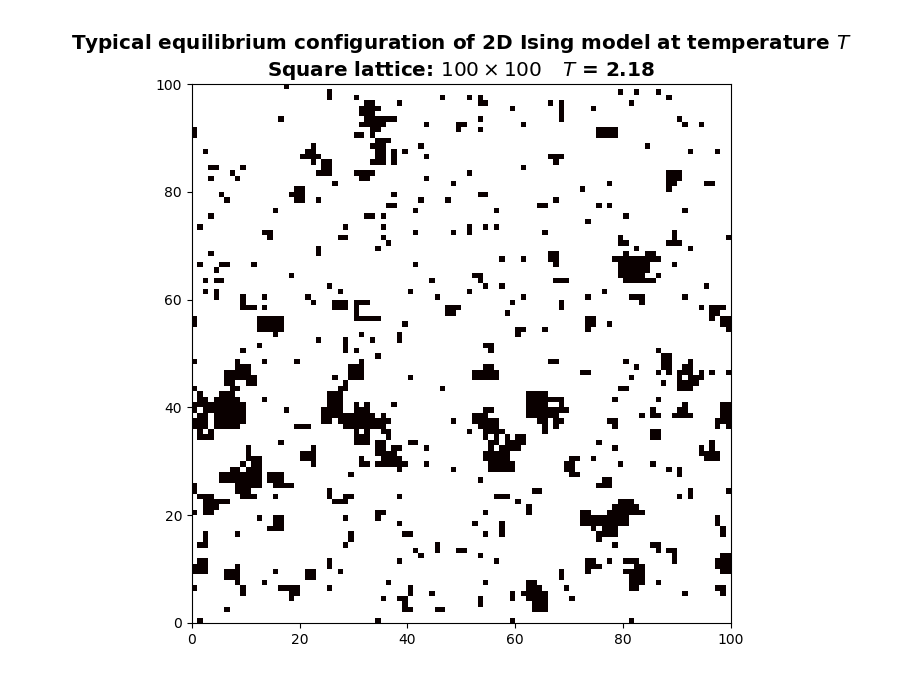 Typical equilibrium configuration of 2D Ising model at temperature T
Square lattice: 100 × 100 T = 2.18
100
80
60
40
20
0
0 20 40 60 80 100